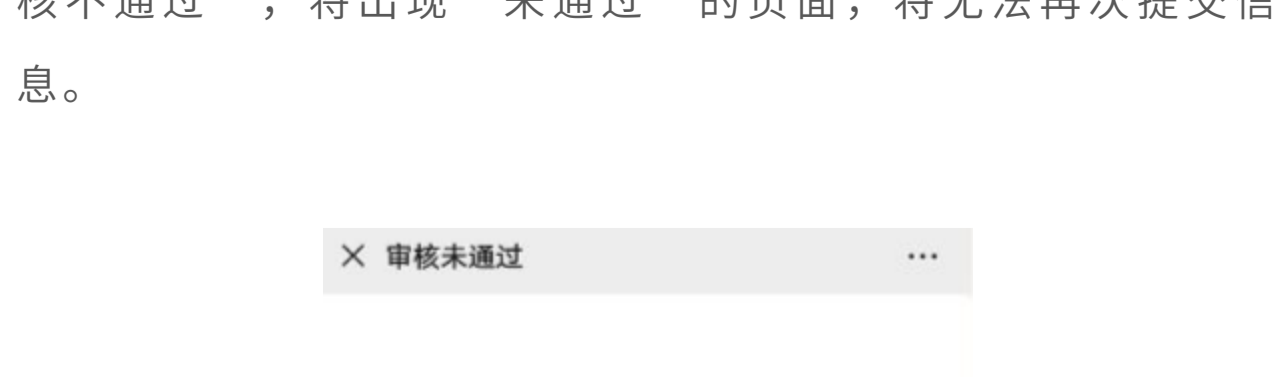 核不通过 ，将出现 未通过 的页面，将无法再次提交信
息。
× 审核未通过 ···